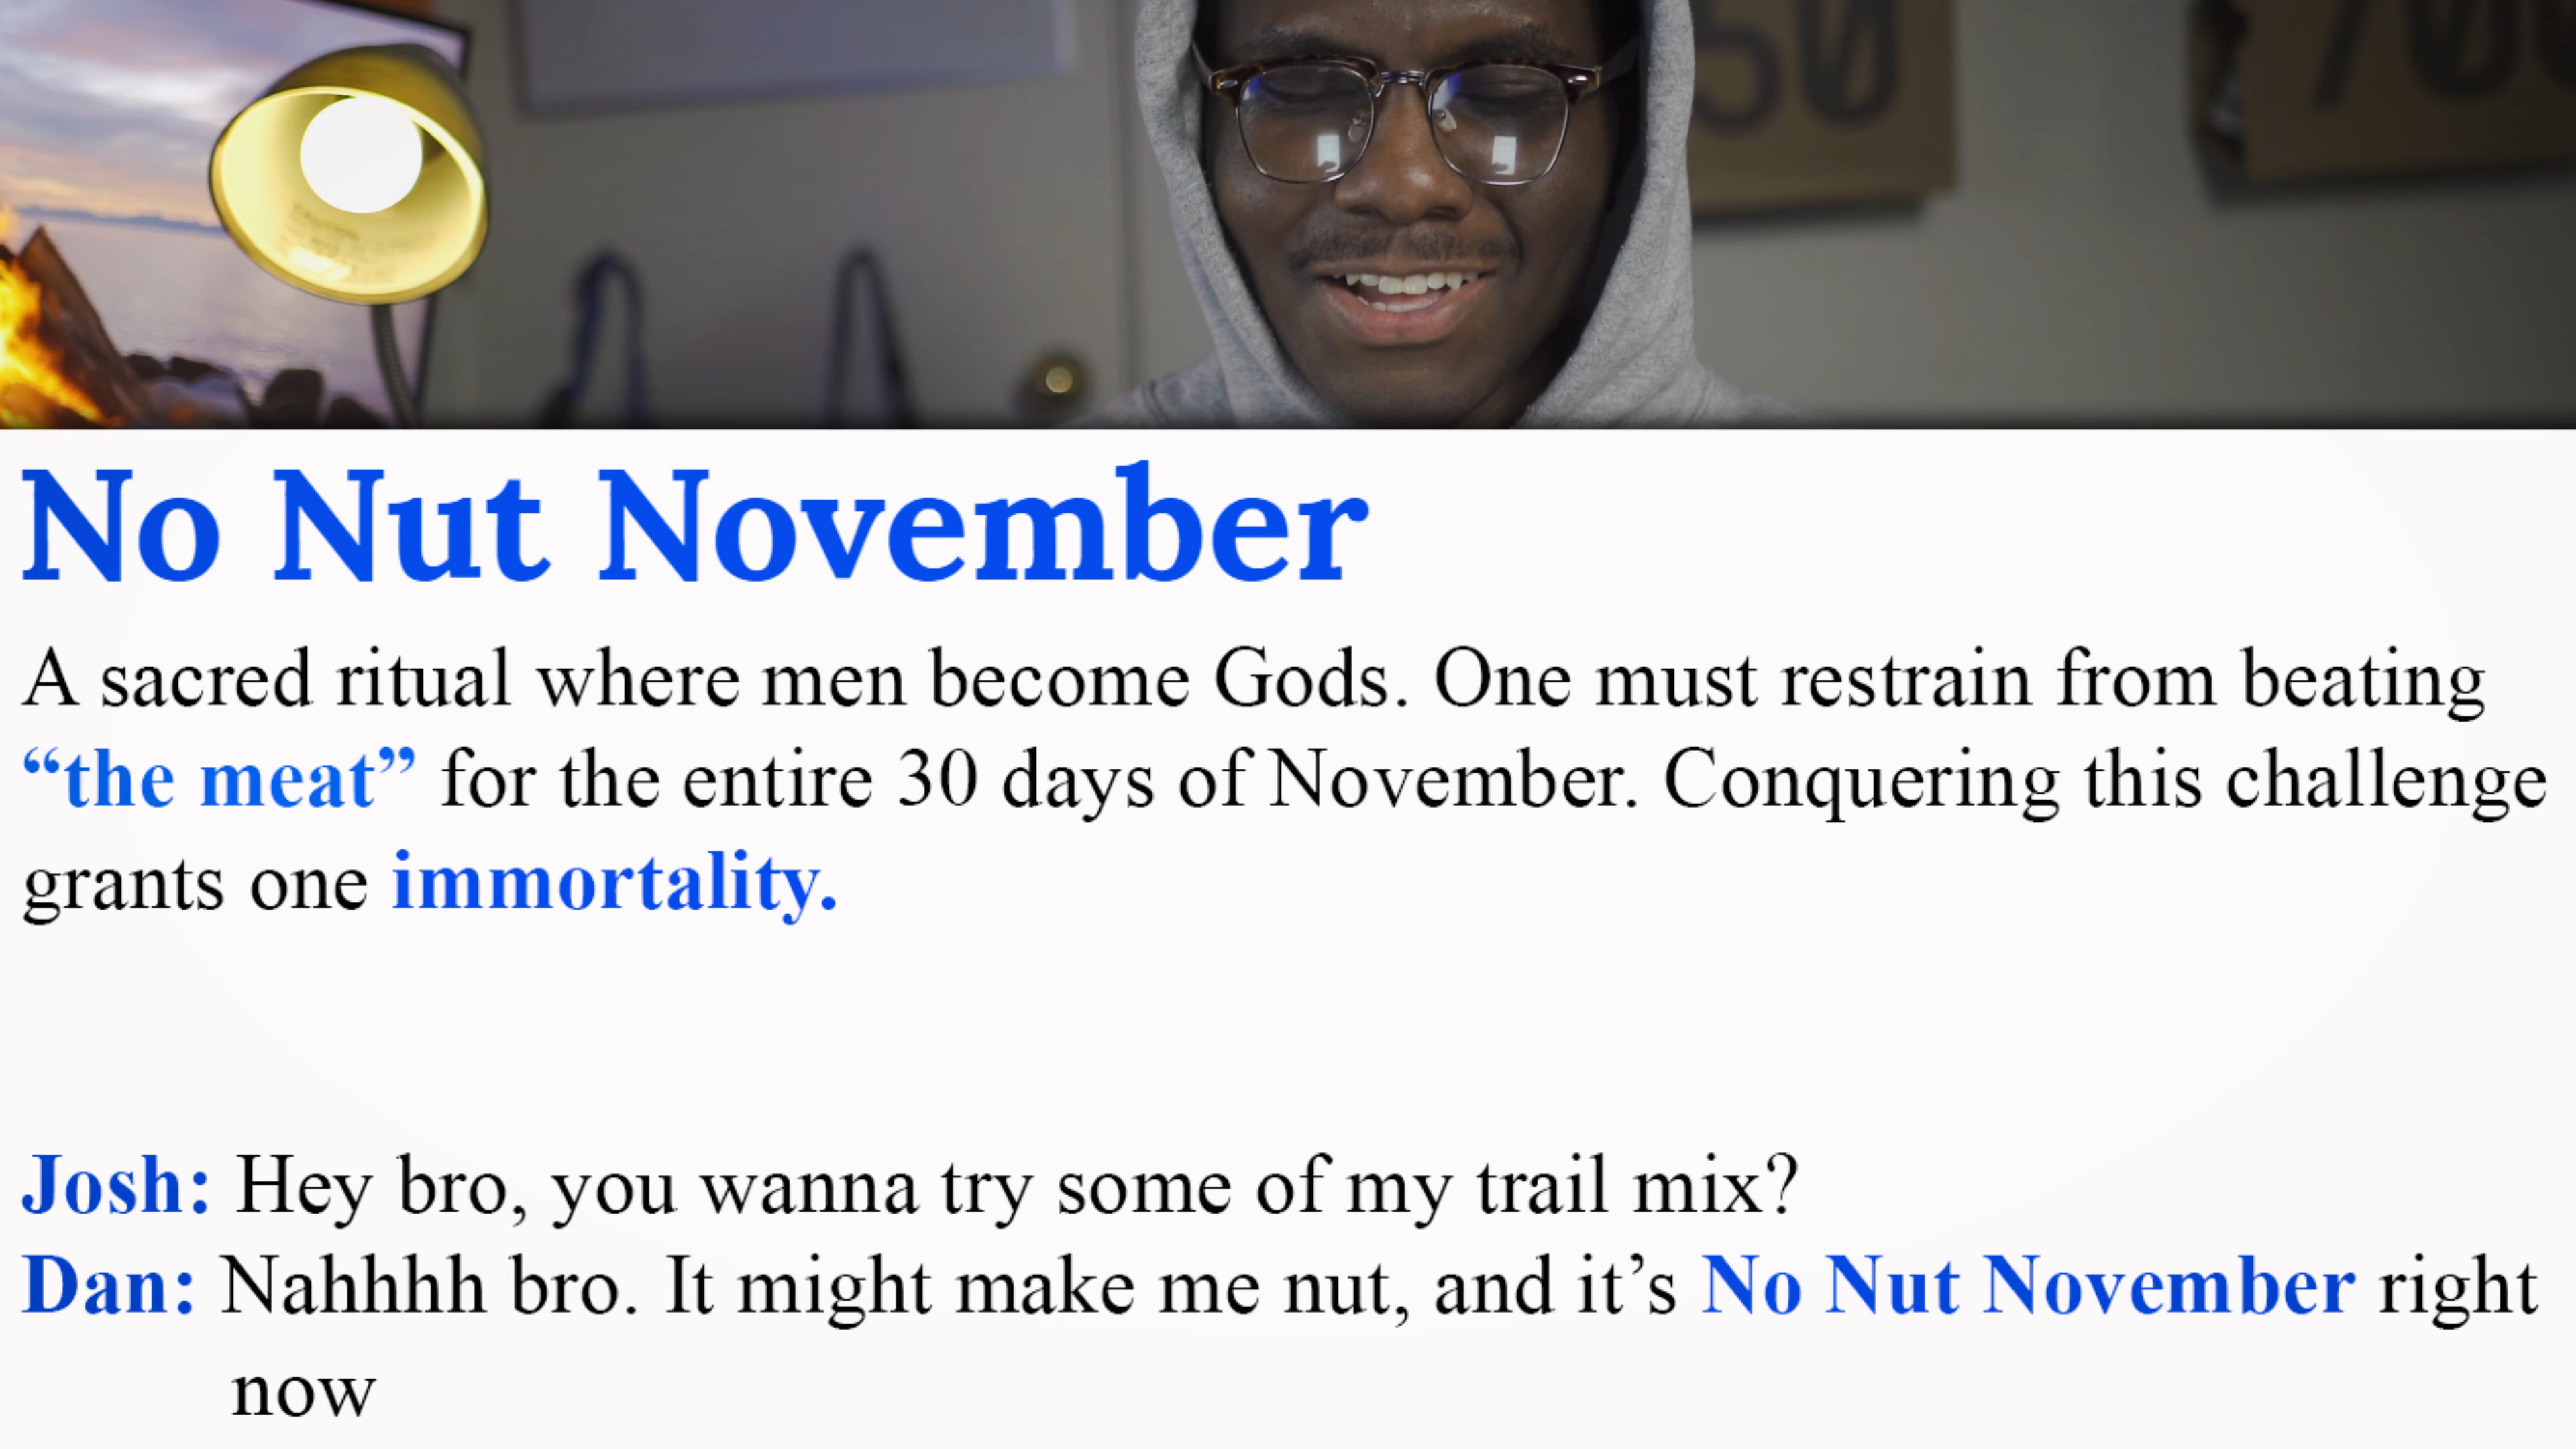 50
700
No Nut November
A sacred ritual where men become Gods. One must restrain from beating
“the meat” for the entire 30 days of November. Conquering this challenge
grants one immortality.
Josh: Hey bro, you wanna try some of my trail mix?
Dan: Nahhhh bro. It might make me nut, and it’s No Nut November right
now